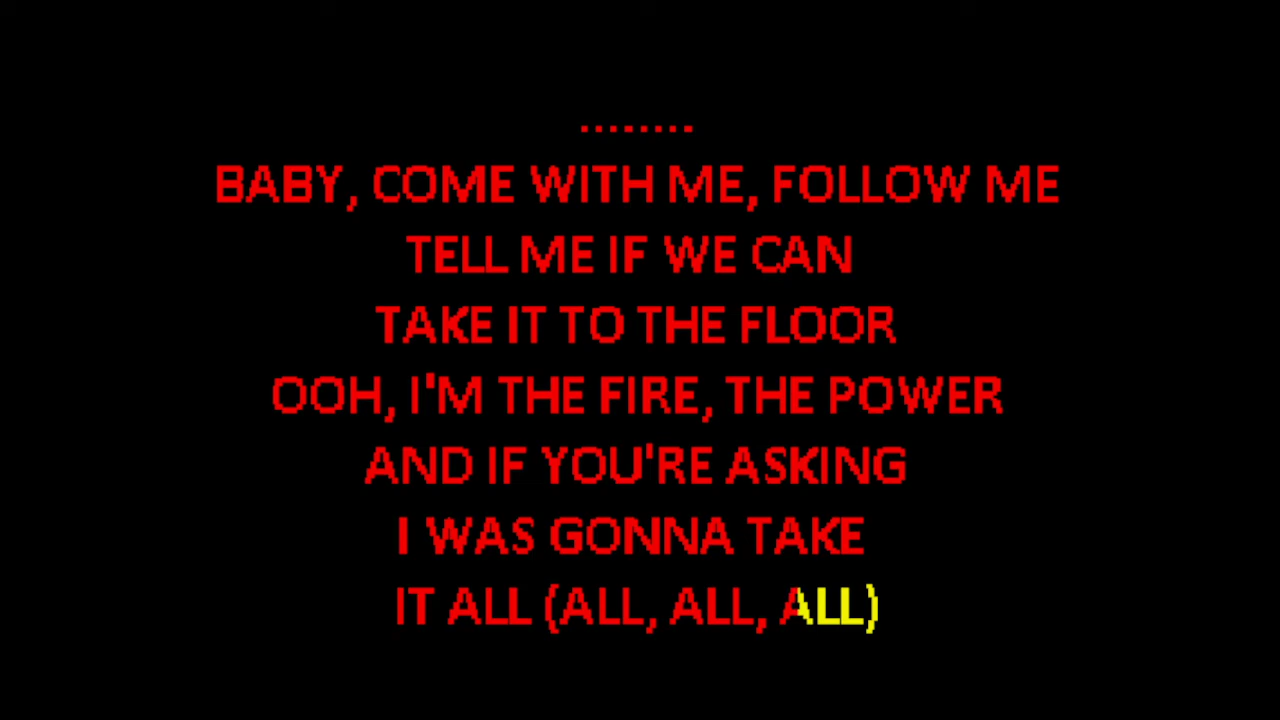 ........
BABY, COME WITH ME, FOLLOW ME
TELL ME IF WE CAN
TAKE IT TO THE FLOOR
OOH, I'M THE FIRE, THE POWER
AND IF YOU'RE ASKING
I WAS GONNA TAKE
IT ALL (ALL, ALL, ALL)